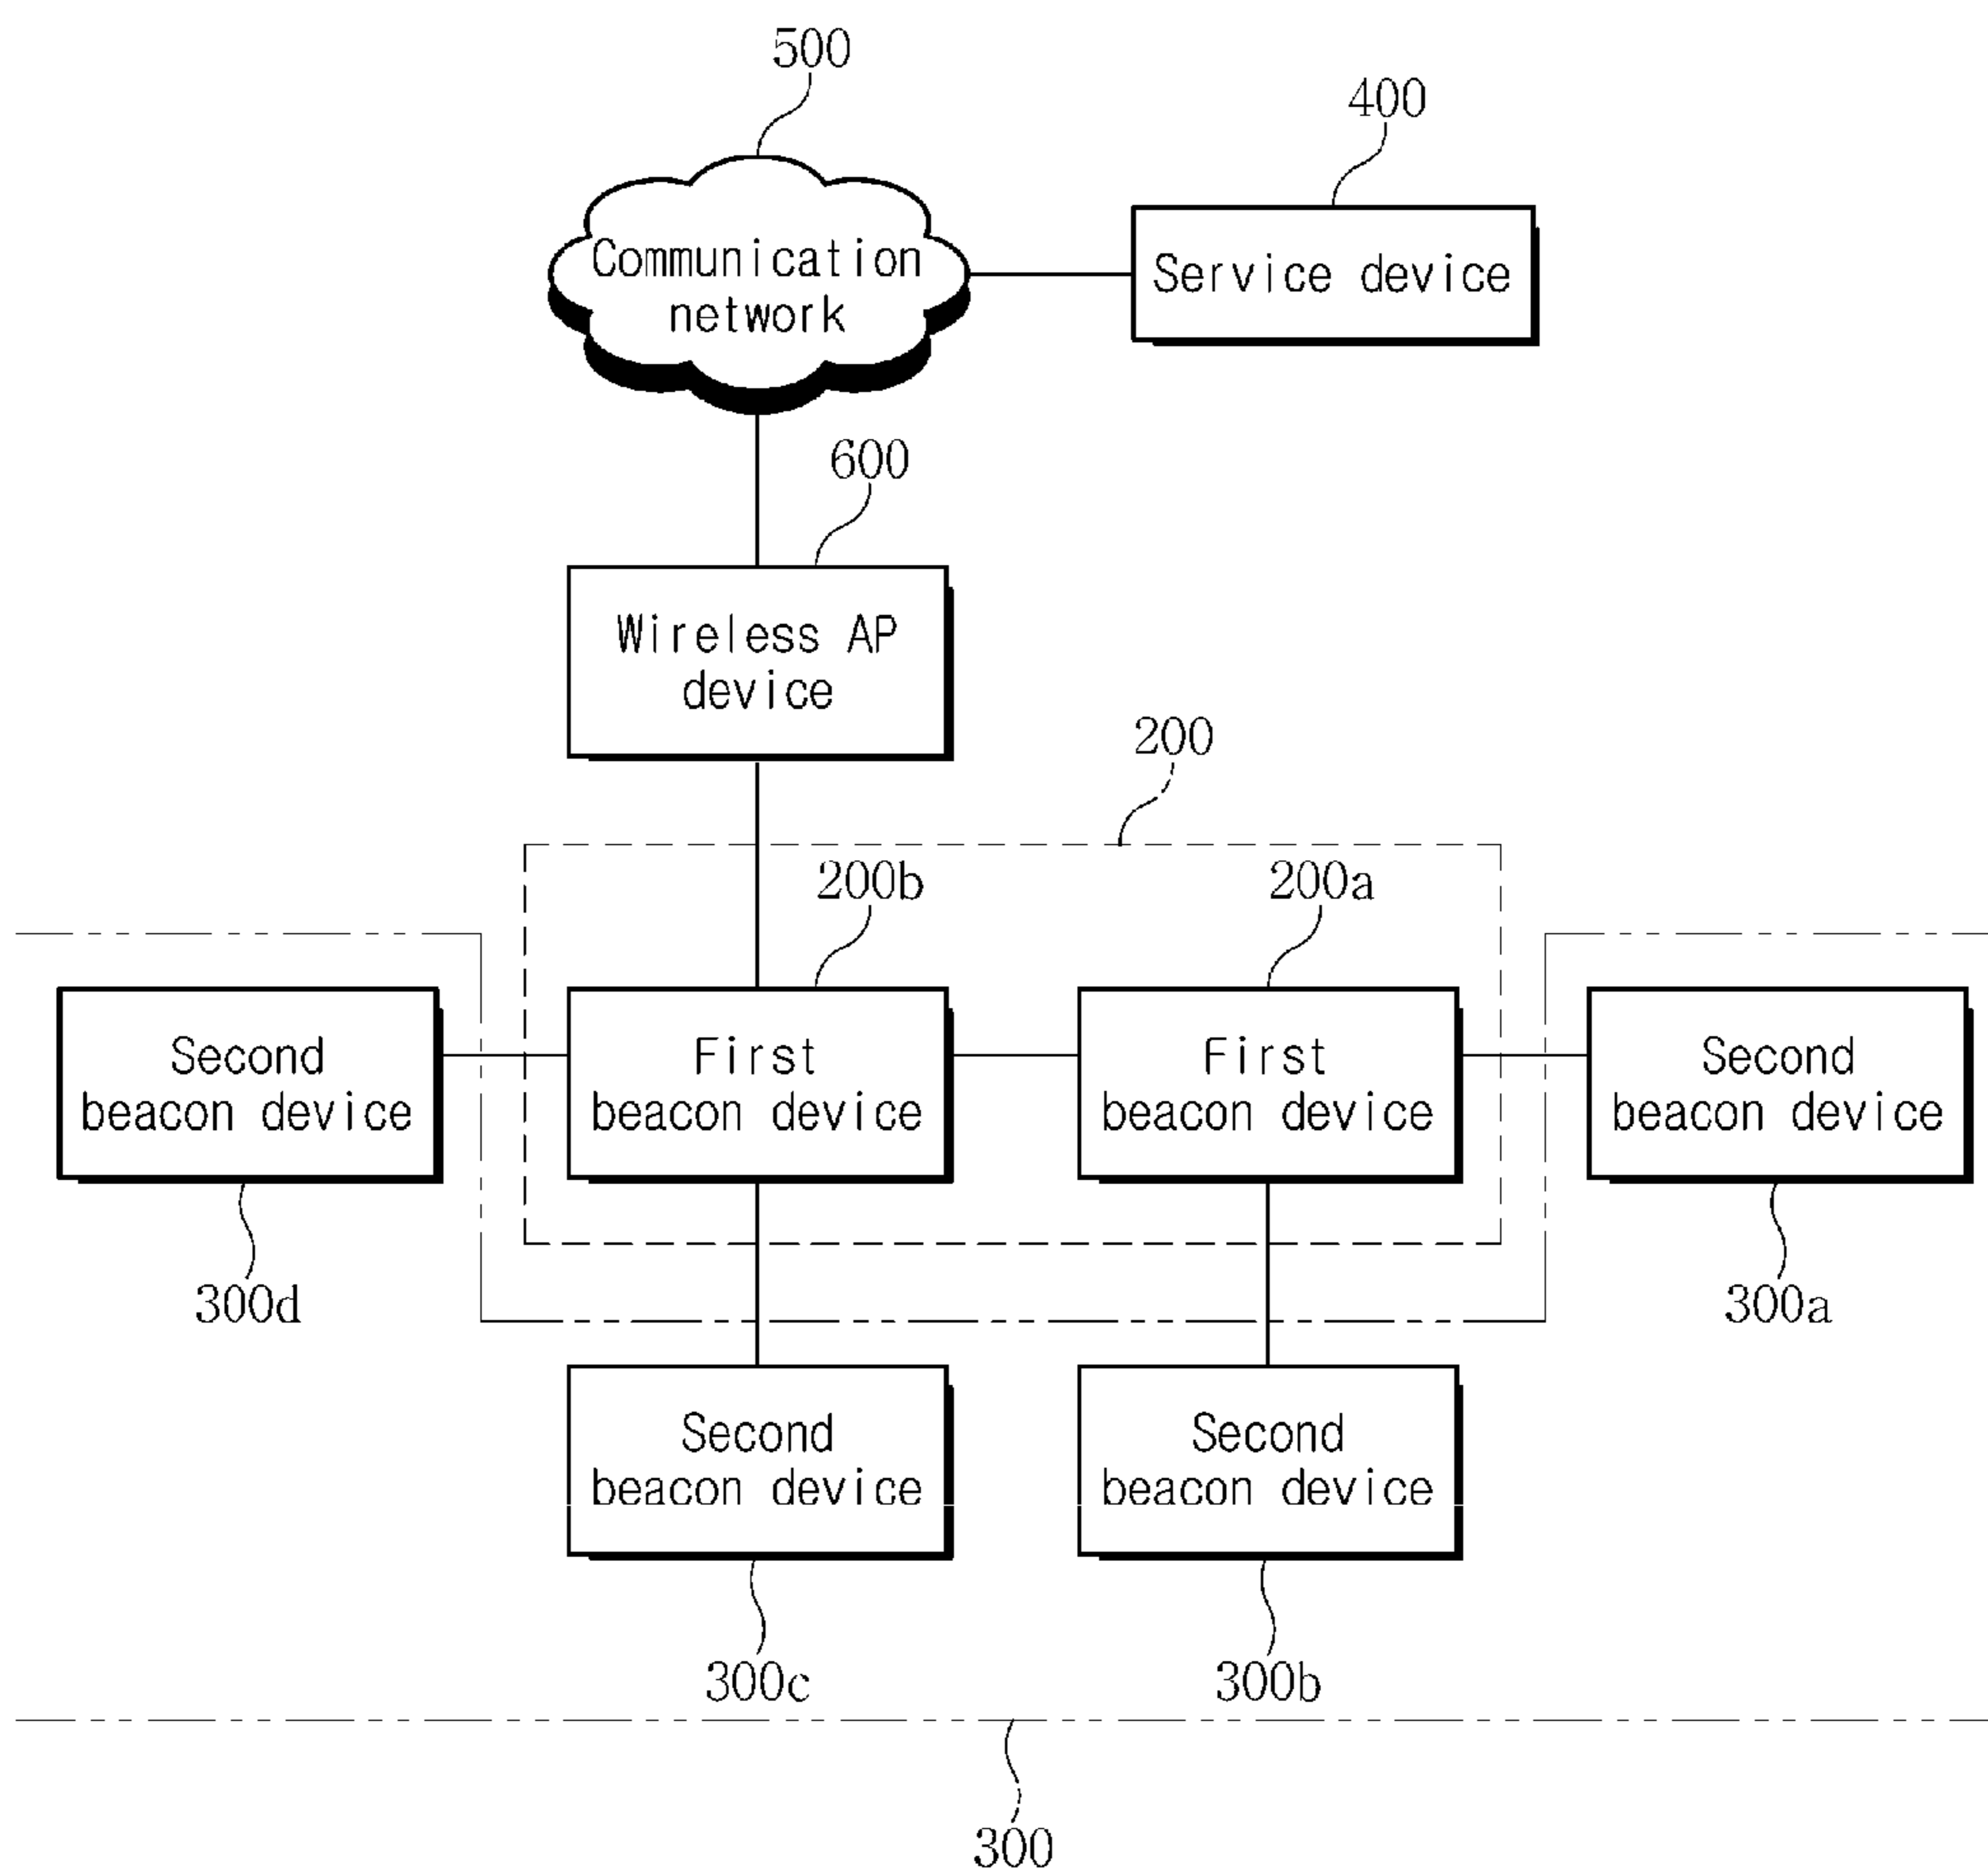 500
400
Communication
network
Service device
600
Wireless AP
device
200
200b
200a
Second
beacon device
First
beacon device
First
beacon device
Second
beacon device
300d
300a
Second
beacon device
Second
beacon device
300c
300b
300